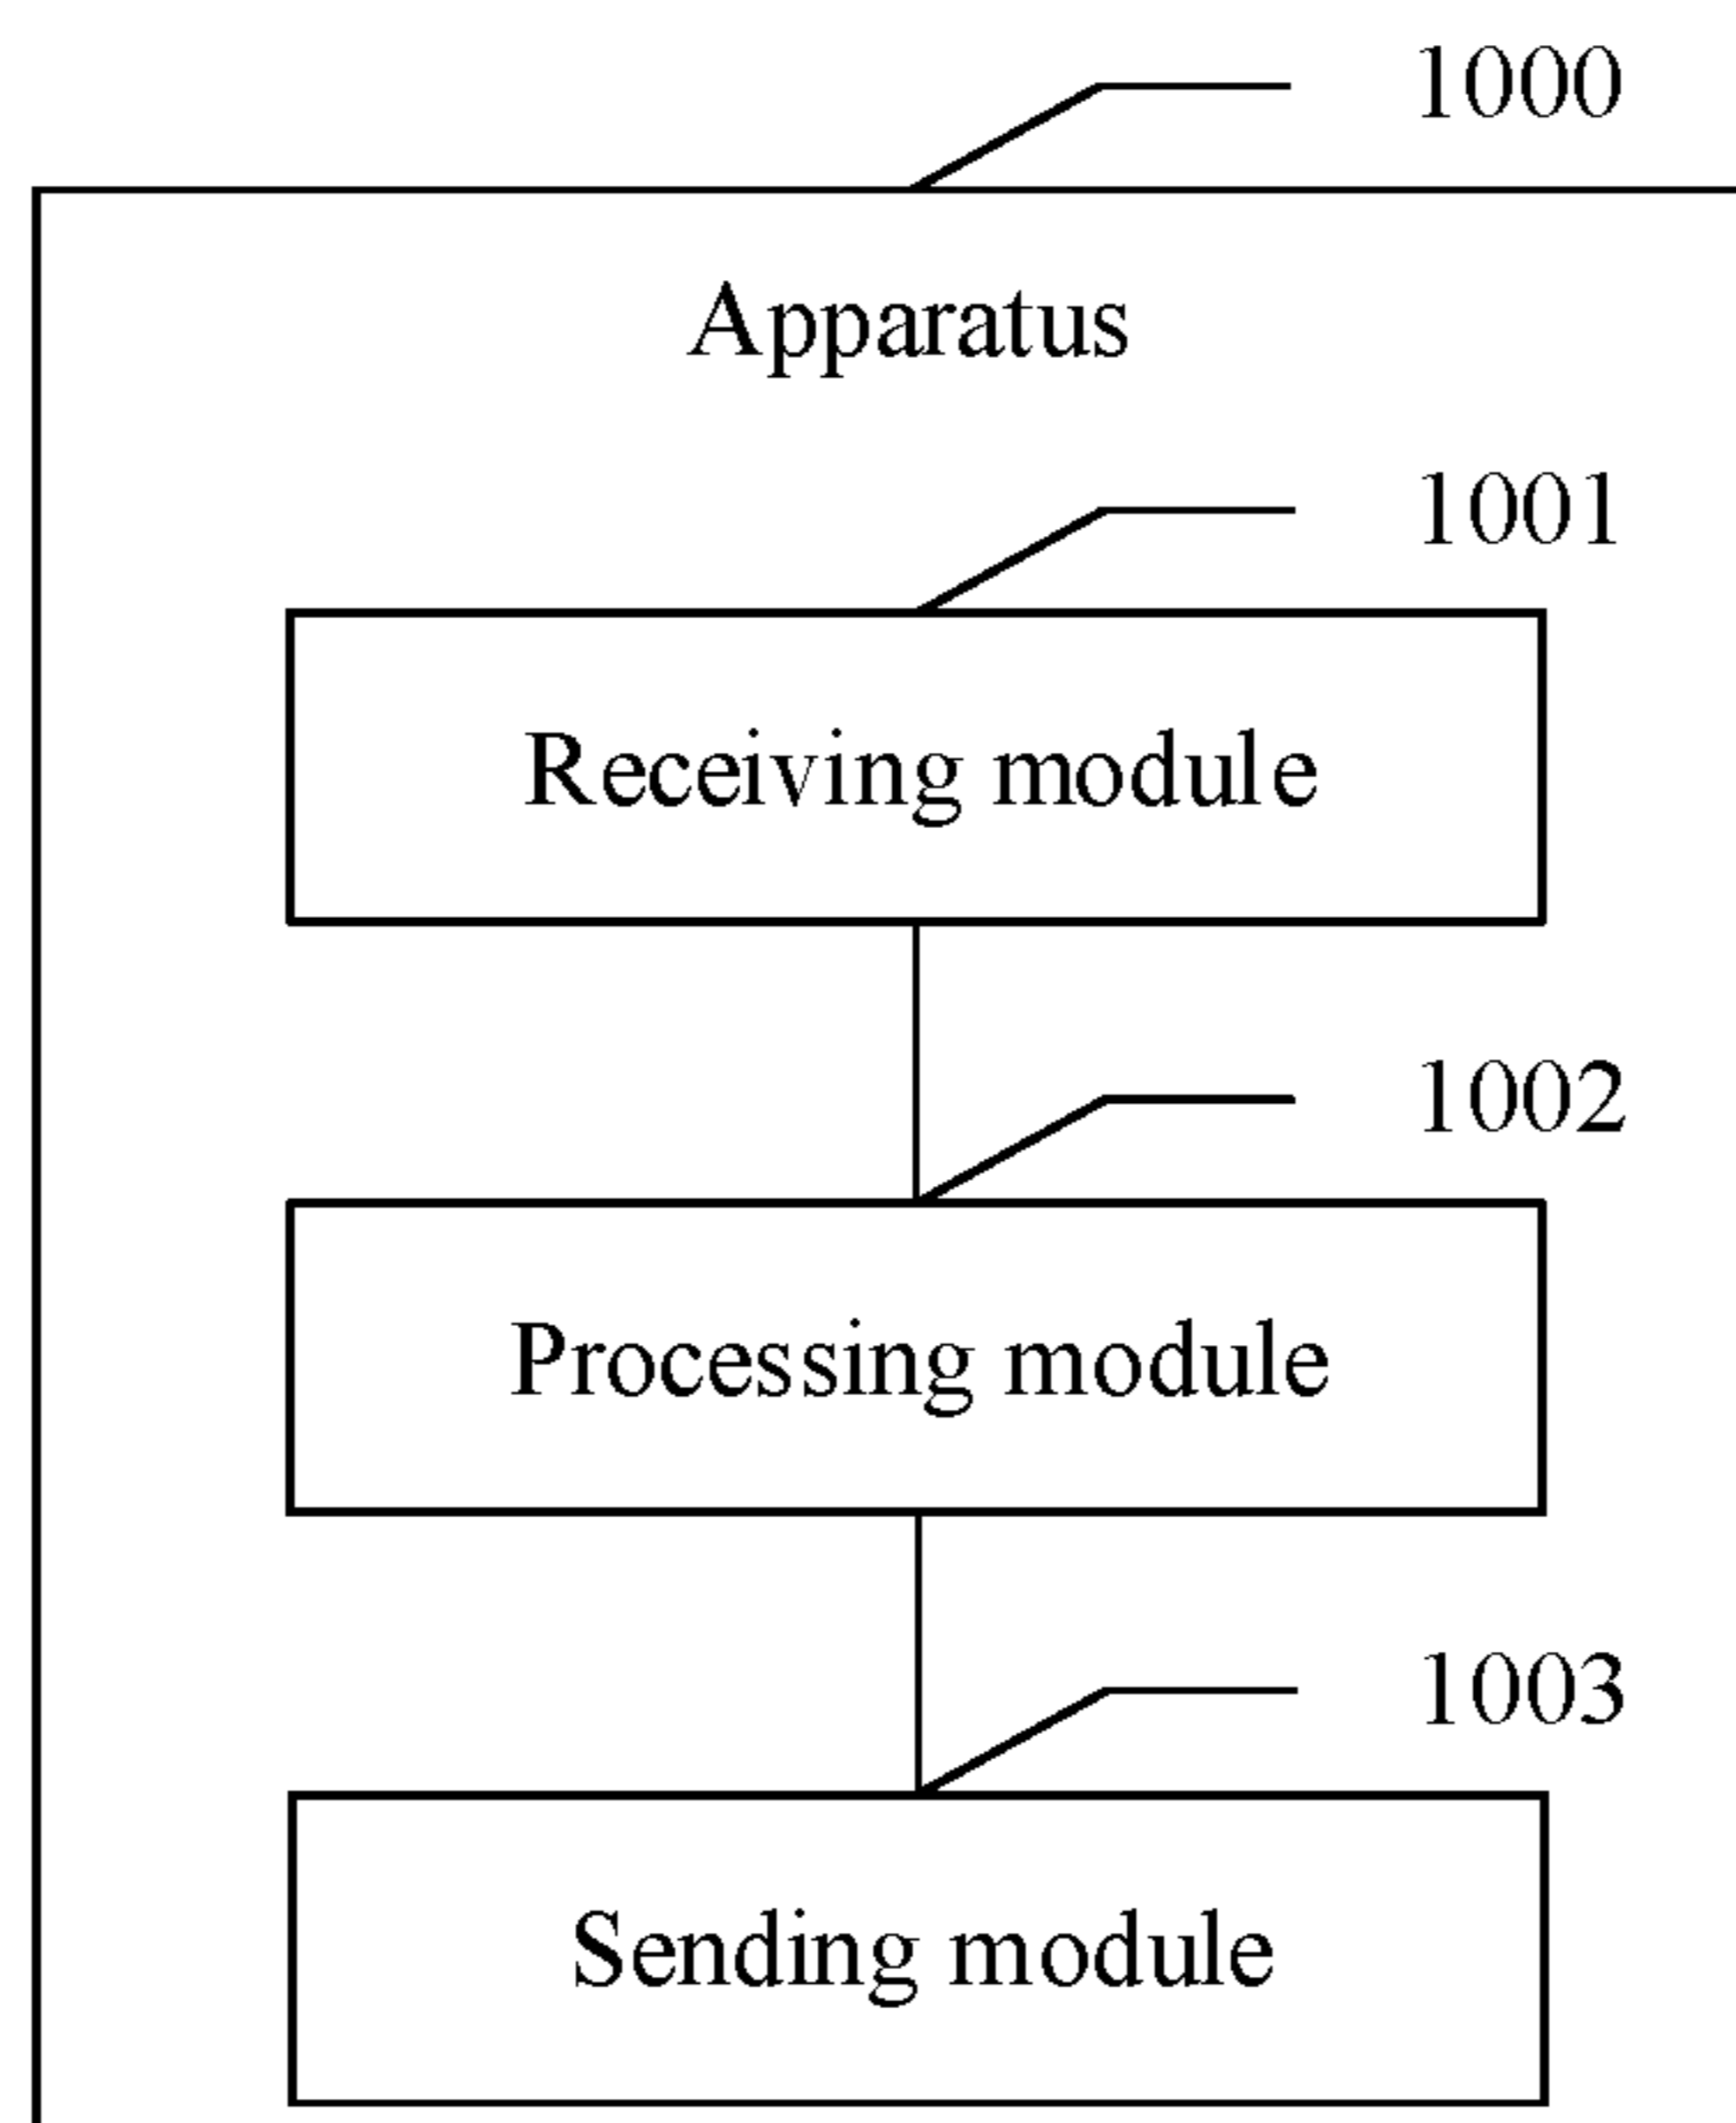 1000
Apparatus
1001
Receiving module
1002
Processing module
1003
Sending module